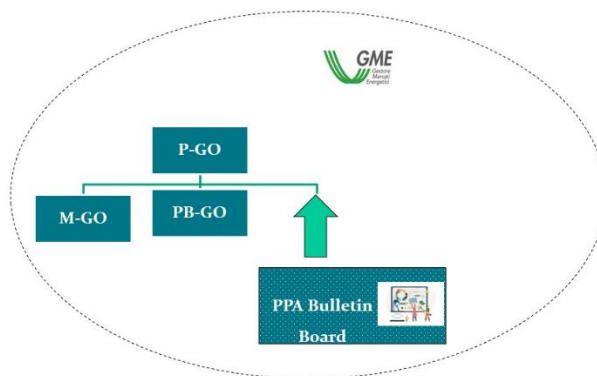 GME
Gestore
Mercati
Energetici
P-GO
M-GO
PB-GO
PPA Bulletin
Board